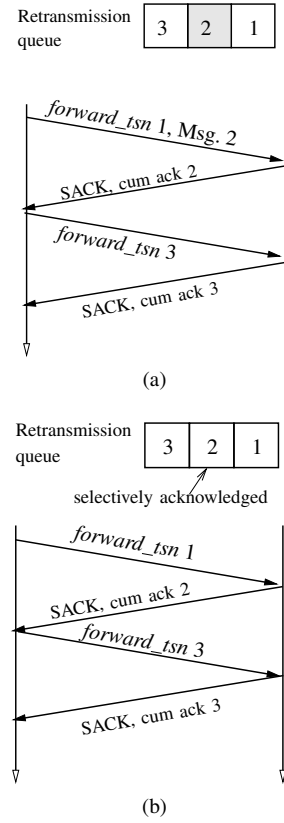 Retransmission
queue
3 2 1
forward_tsn 1, Msg. 2
SACK, cum ack 2
forward_tsn 3
SACK, cum ack 3
(a)
Retransmission
queue
3 2 1
selectively acknowledged
forward_tsn 1
SACK, cum ack 2
forward_tsn 3
SACK, cum ack 3
(b)